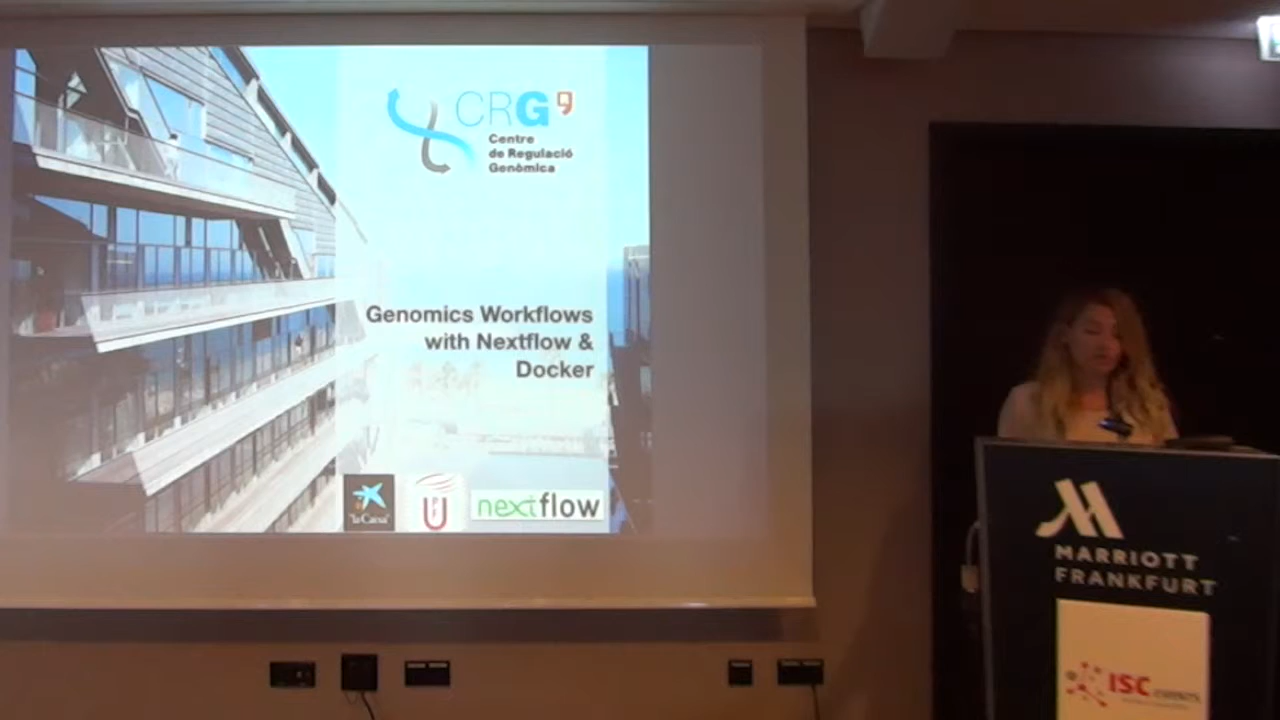 CRG
Centre
de Regulació
Genòmica
Genomics Workflows
with Nextflow &
Docker
"la Caixa"
U
nextflow
MARRIOTT
FRANKFURT
ISC